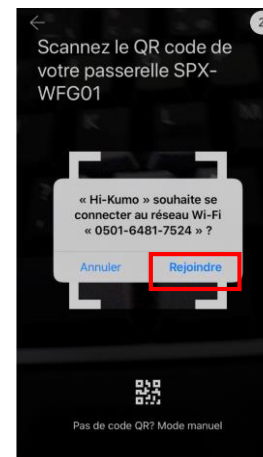 2
Scannez le QR code de
votre passerelle SPX-
WFG01
« Hi-Kumo » souhaite se
connecter au réseau Wi-Fi
« 0501-6481-7524 » ?
Annuler Rejoindre
Pas de code QR? Mode manuel